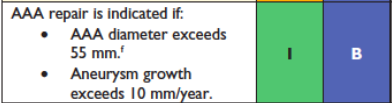 AAA repair is indicated if:
• AAA diameter exceeds
55 mm.f
• Aneurysm growth
exceeds 10 mm/year.
I
B